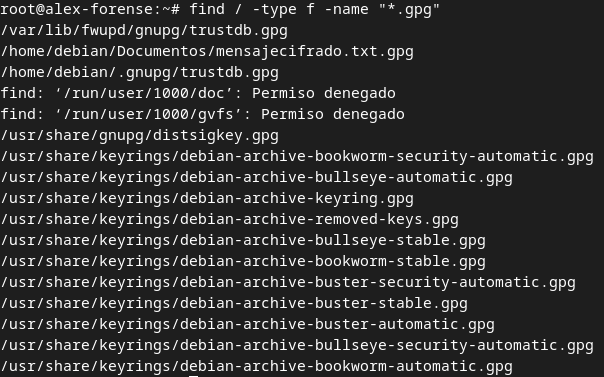 root@alex-forense:~# find / -type f -name "*.gpg"
/var/lib/fwupd/gnupg/trustdb.gpg
/home/debian/Documentos/mensajecifrado.txt.gpg
/home/debian/.gnupg/trustdb.gpg
find: ‘/run/user/1000/doc’: Permiso denegado
find: ‘/run/user/1000/gvfs’: Permiso denegado
/usr/share/gnupg/distsigkey.gpg
/usr/share/keyrings/debian-archive-bookworm-security-automatic.gpg
/usr/share/keyrings/debian-archive-bullseye-automatic.gpg
/usr/share/keyrings/debian-archive-keyring.gpg
/usr/share/keyrings/debian-archive-removed-keys.gpg
/usr/share/keyrings/debian-archive-bullseye-stable.gpg
/usr/share/keyrings/debian-archive-bookworm-stable.gpg
/usr/share/keyrings/debian-archive-buster-security-automatic.gpg
/usr/share/keyrings/debian-archive-buster-stable.gpg
/usr/share/keyrings/debian-archive-buster-automatic.gpg
/usr/share/keyrings/debian-archive-bullseye-security-automatic.gpg
/usr/share/keyrings/debian-archive-bookworm-automatic.gpg